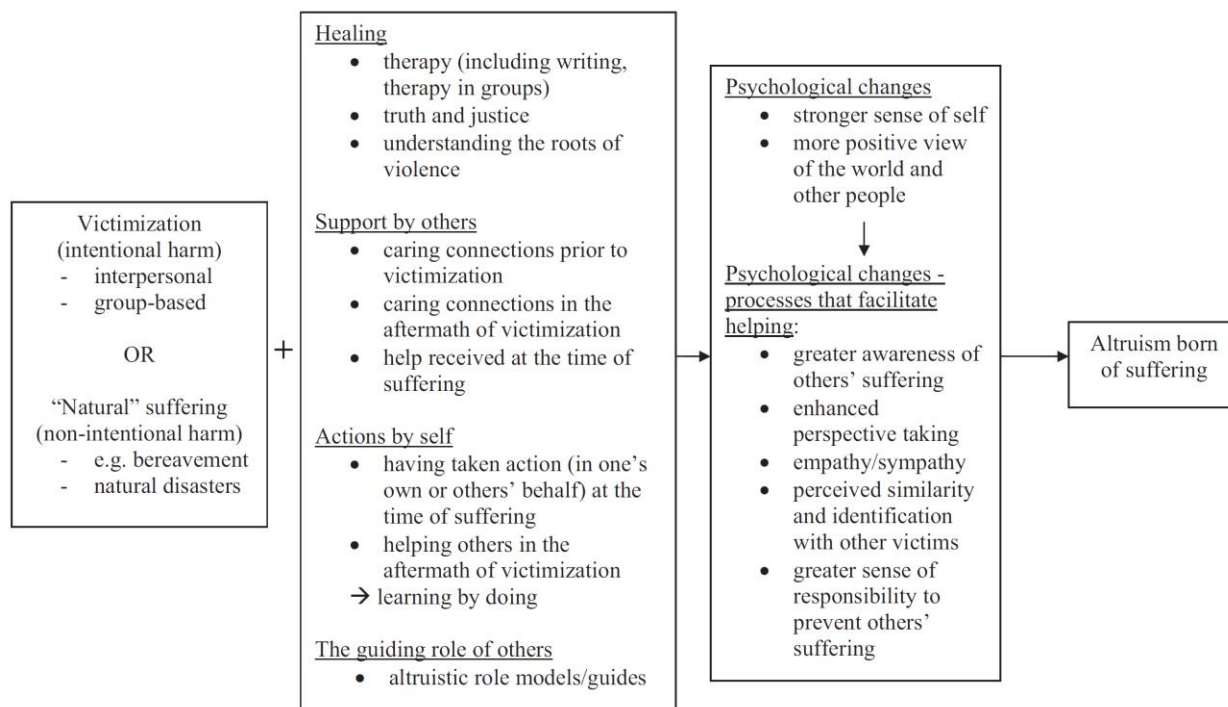 Victimization
(intentional harm)
- interpersonal
- group-based
OR
“Natural” suffering
(non-intentional harm)
- e.g. bereavement
- natural disasters
+
Healing
• therapy (including writing,
therapy in groups)
• truth and justice
• understanding the roots of
violence
Support by others
• caring connections prior to
victimization
• caring connections in the
aftermath of victimization
• help received at the time of
suffering
Actions by self
• having taken action (in one’s
own or others’ behalf) at the
time of suffering
• helping others in the
aftermath of victimization
→ learning by doing
The guiding role of others
• altruistic role models/guides
Psychological changes
• stronger sense of self
• more positive view
of the world and
other people
Psychological changes -
processes that facilitate
helping:
• greater awareness of
others’ suffering
• enhanced
perspective taking
• empathy/sympathy
• perceived similarity
and identification
with other victims
• greater sense of
responsibility to
prevent others’
suffering
Altruism born
of suffering